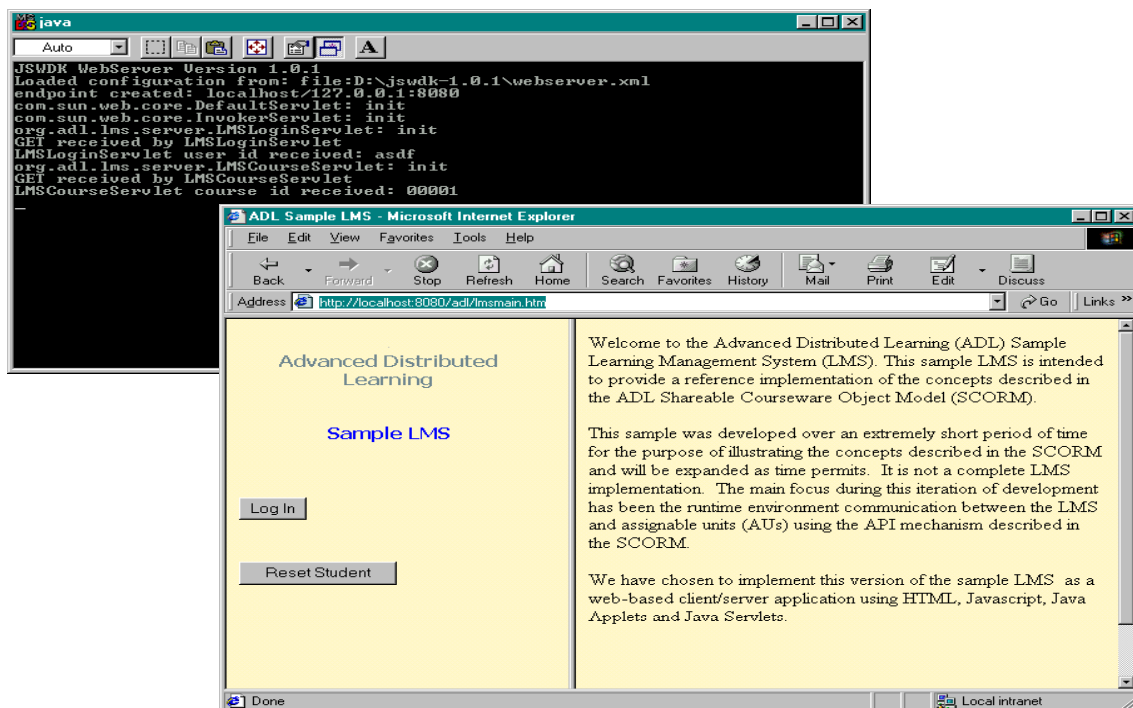 java
Auto
A
JSWDK WebServer Version 1.0.1
Loaded configuration from: file:D:\jswdk-1.0.1\webserver.xml
endpoint created: localhost/127.0.0.1:8080
com.sun.web.core.DefaultServlet: init
com.sun.web.core.InvokerServlet: init
org.adl.lms.server.LMSLoginServlet: init
GET received by LMSLoginServlet
LMSLoginServlet user id received: asdf
org.adl.lms.server.LMSCourseServlet: init
GET received by LMSCourseServlet
LMSCourseServlet course id received: 00001
_
ADL Sample LMS - Microsoft Internet Explorer
File Edit View Favorites Tools Help
Back Forward Stop Refresh Home Search Favorites History Mail Print Edit Discuss
Address http://localhost:8080/adl/lmsmain.htm Go Links »
Advanced Distributed
Learning
Sample LMS
Log In
Reset Student
Welcome to the Advanced Distributed Learning (ADL) Sample
Learning Management System (LMS). This sample LMS is intended
to provide a reference implementation of the concepts described in
the ADL Shareable Courseware Object Model (SCORM).
This sample was developed over an extremely short period of time
for the purpose of illustrating the concepts described in the SCORM
and will be expanded as time permits. It is not a complete LMS
implementation. The main focus during this iteration of development
has been the runtime environment communication between the LMS
and assignable units (AUs) using the API mechanism described in
the SCORM.
We have chosen to implement this version of the sample LMS as a
web-based client/server application using HTML, Javascript, Java
Applets and Java Servlets.
Done
Local intranet